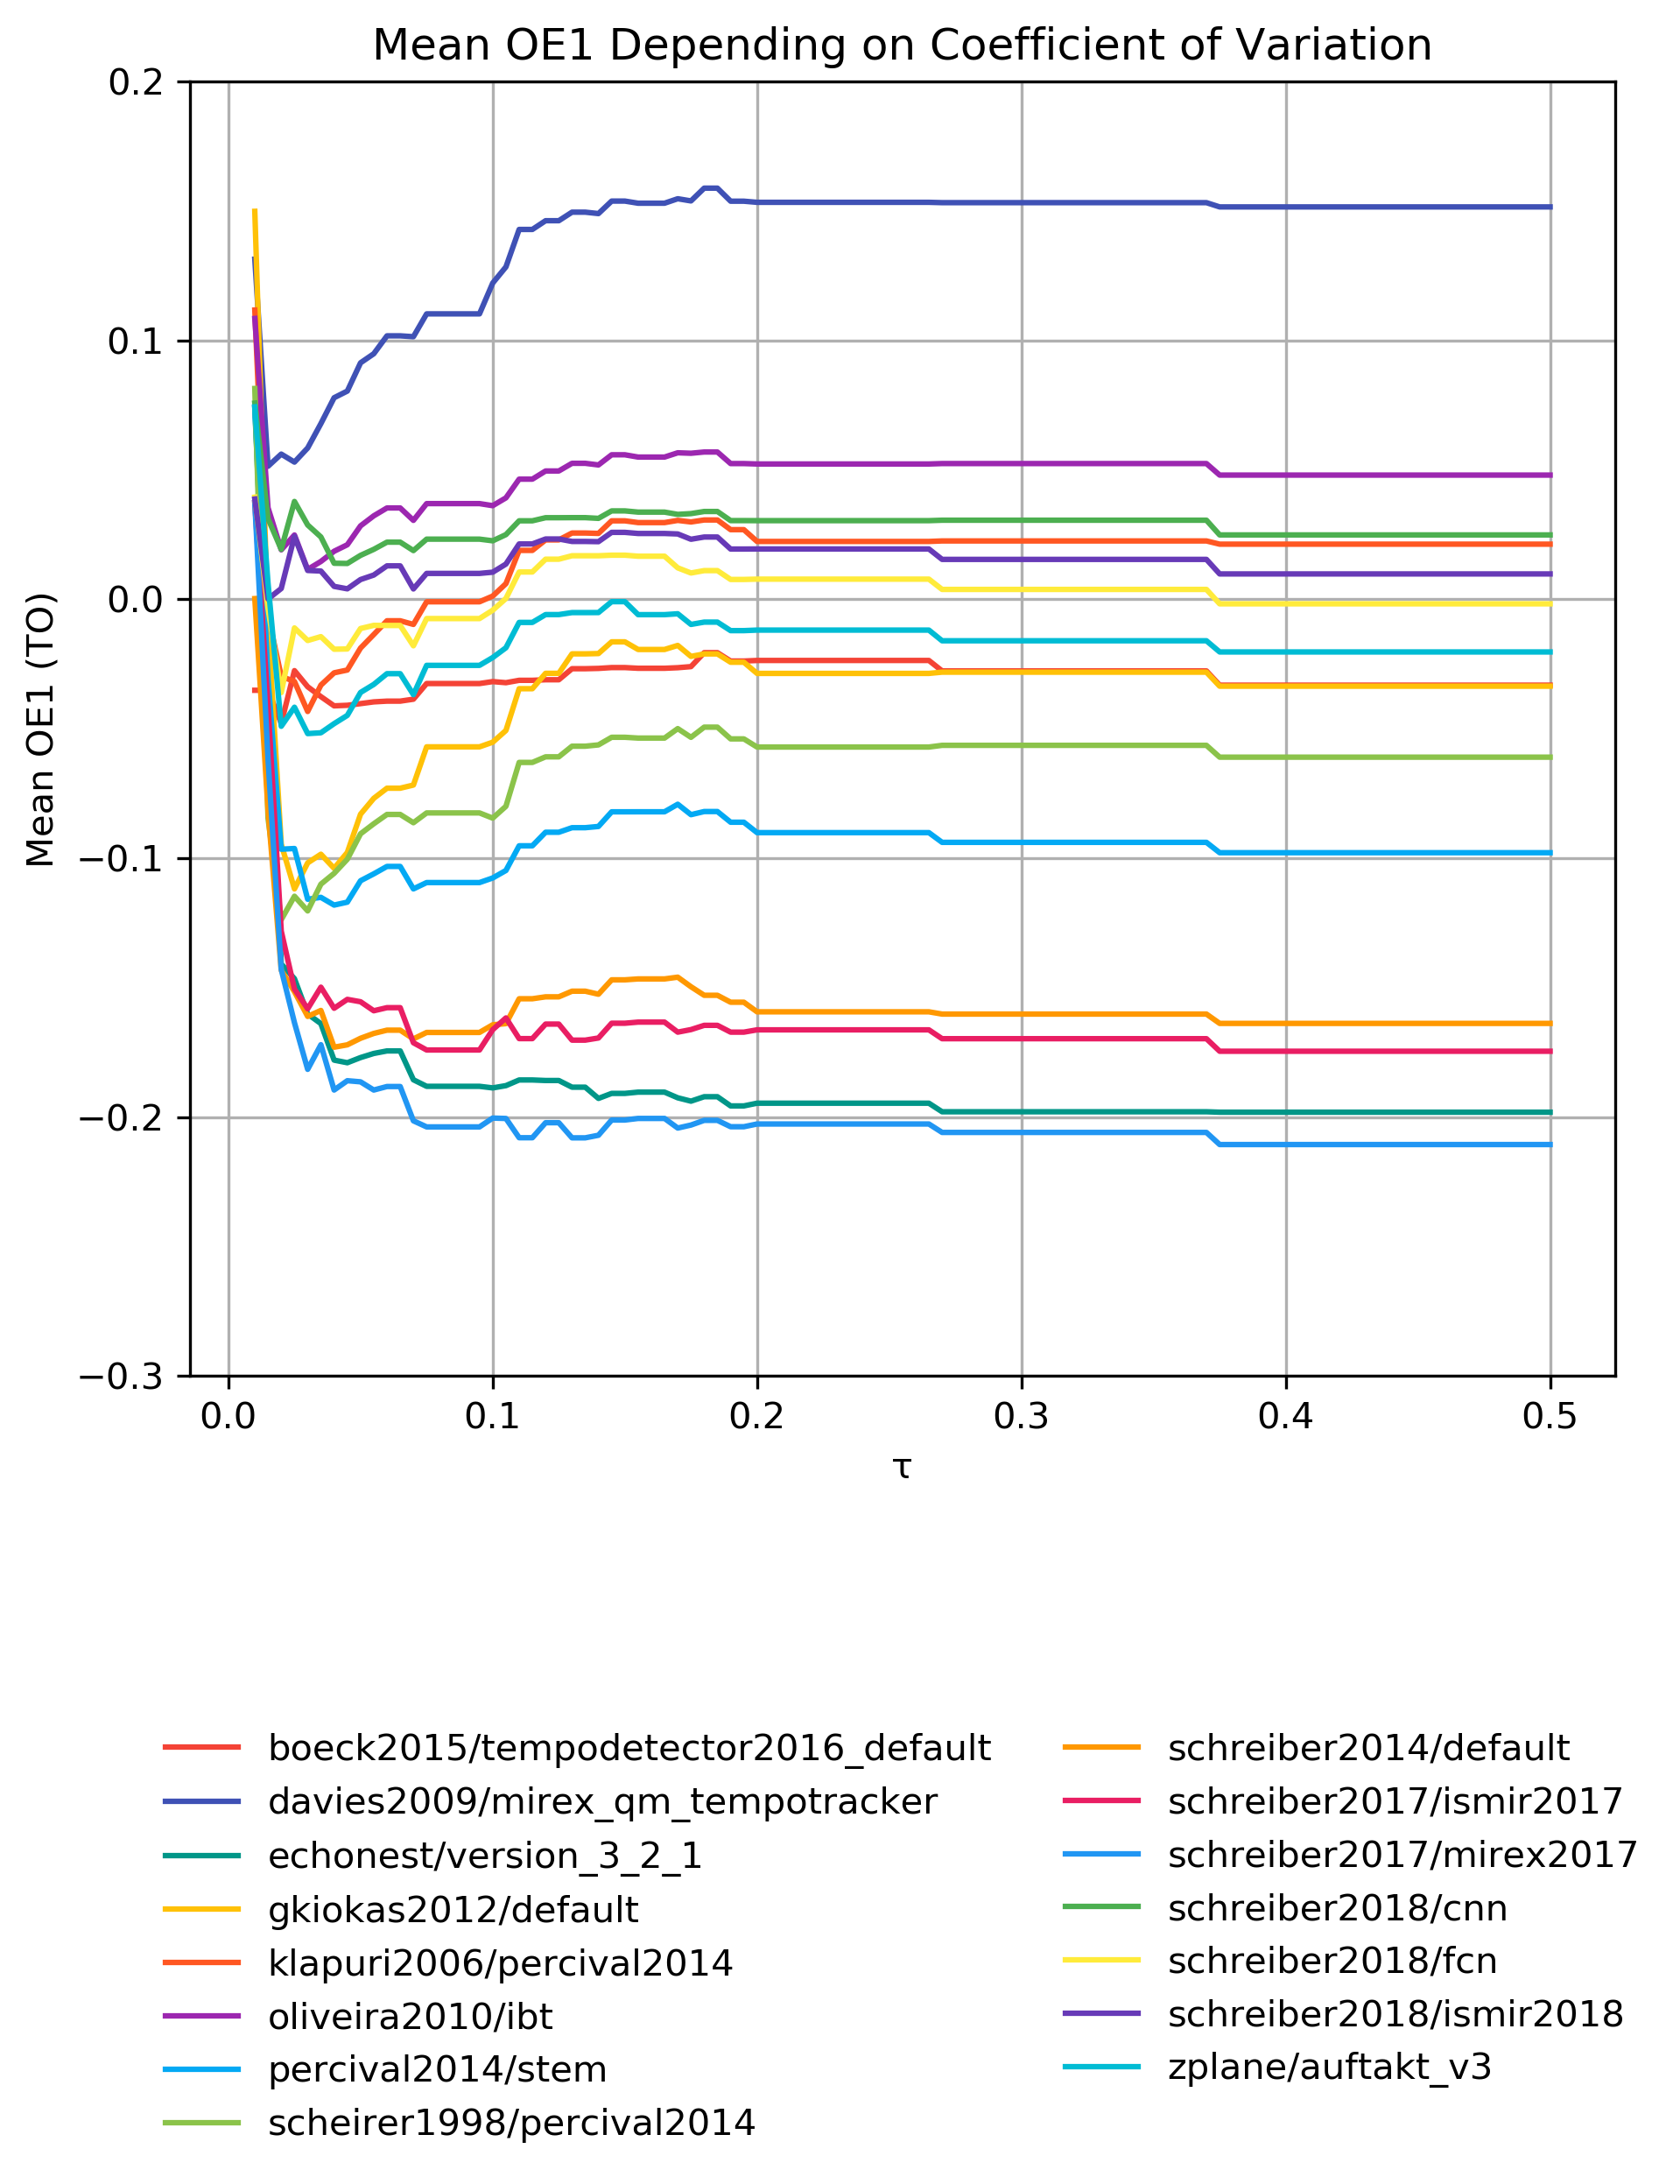 Mean OE1 Depending on Coefficient of Variation
0.2
0.1
0.0
−0.1
−0.2
−0.3
Mean OE1 (TO)
0.0 0.1 0.2 0.3 0.4 0.5
τ
boeck2015/tempodetector2016_default
davies2009/mirex_qm_tempotracker
echonest/version_3_2_1
gkiokas2012/default
klapuri2006/percival2014
oliveira2010/ibt
percival2014/stem
scheirer1998/percival2014
schreiber2014/default
schreiber2017/ismir2017
schreiber2017/mirex2017
schreiber2018/cnn
schreiber2018/fcn
schreiber2018/ismir2018
zplane/auftakt_v3